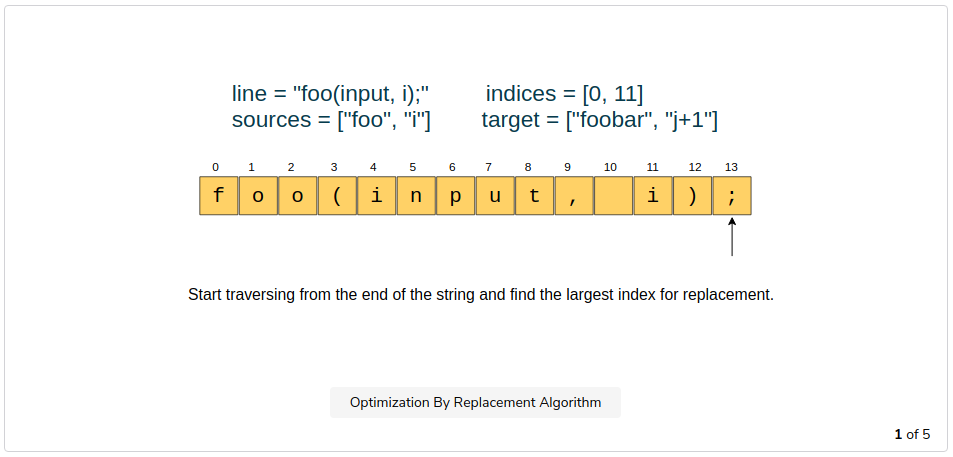 line = "foo(input, i);" indices = [0, 11]
sources = ["foo", "i"] target = ["foobar", "j+1"]
0 1 2 3 4 5 6 7 8 9 10 11 12 13
f o o ( i n p u t , i ) ;
Start traversing from the end of the string and find the largest index for replacement.
Optimization By Replacement Algorithm
1 of 5